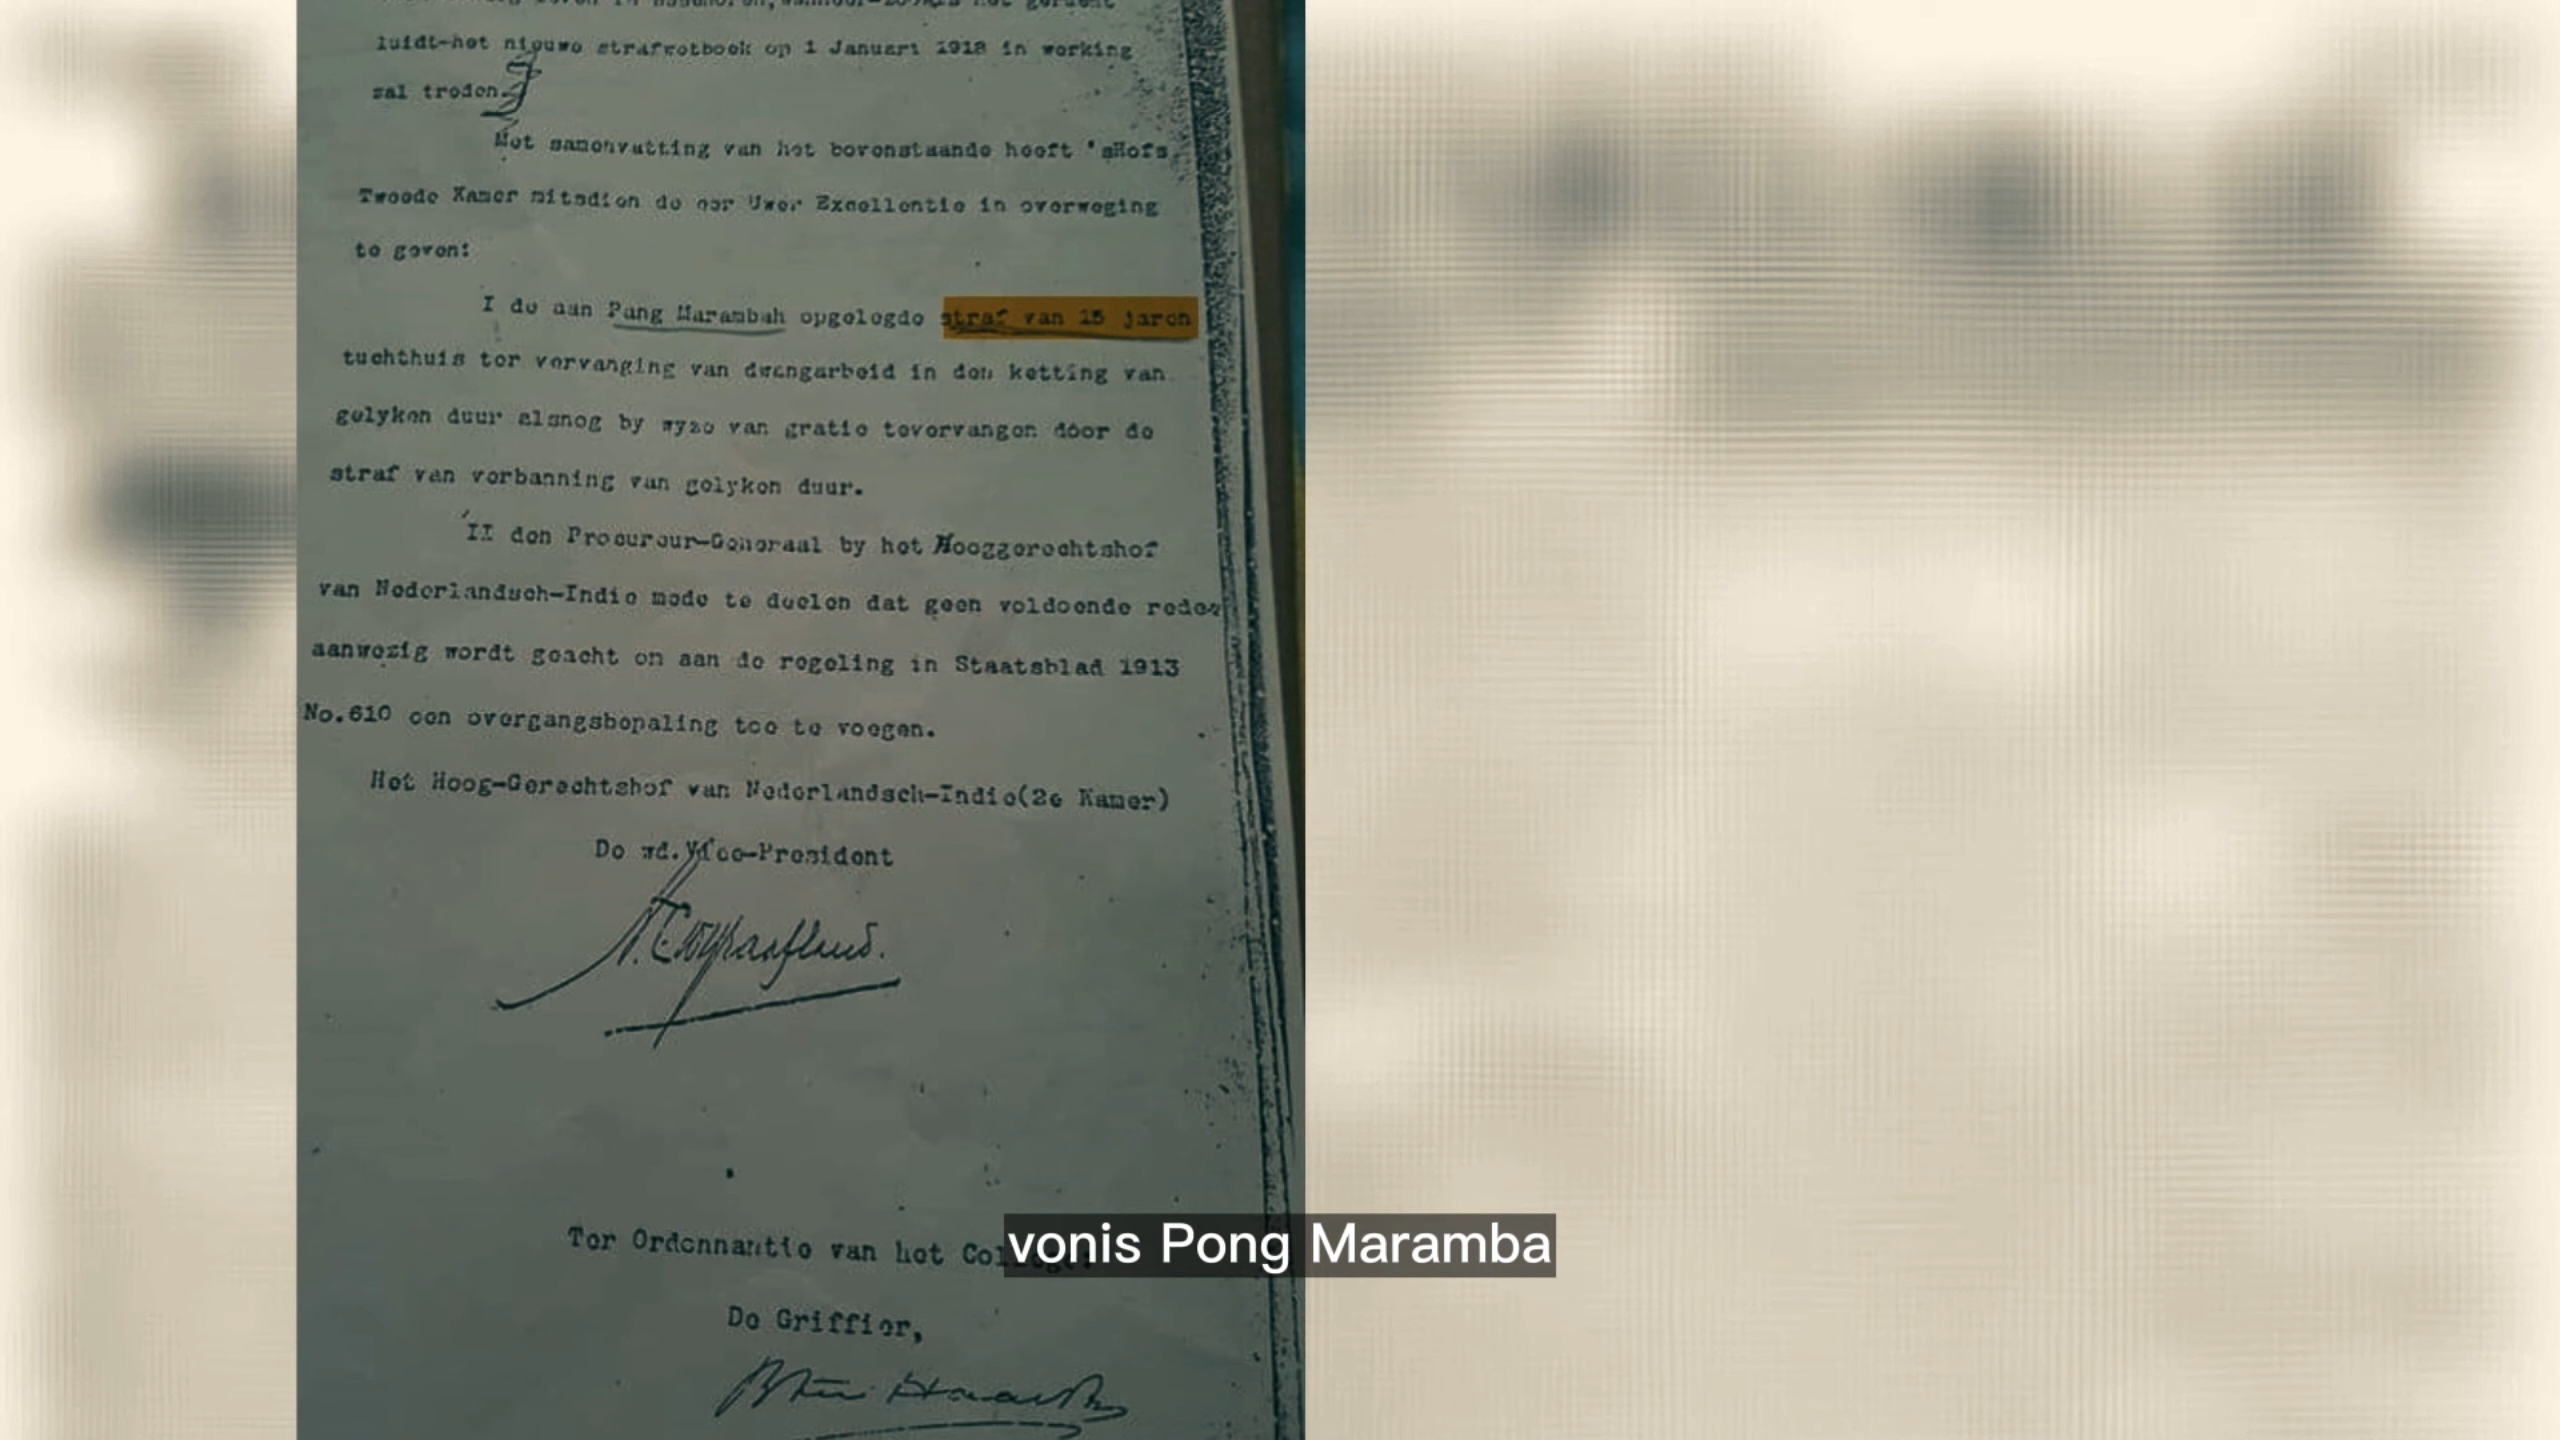 luidt-het nieuwe strafwetboek op 1 Januari 1918 in werking
zal treden.
Met samenvatting van het bovenstaande heeft 'sHofs
Tweede Kamer mitsdien de eer Uwer Excellentie in overweging
te geven:
I de aan Pang Marambah opgelegde straf van 15 jaren
tuchthuis ter vervanging van dwangarbeid in den ketting van
gelyken duur alsnog by wyze van gratie tevervangen door de
straf van verbanning van gelyken duur.
II den Procureur-Generaal by het Hooggerechtshof
van Nederlandsch-Indie mede te deelen dat geen voldoende reden
aanwezig wordt geacht om aan de regeling in Staatsblad 1913
No.610 een overgangsbepaling toe te voegen.
Het Hoog-Gerechtshof van Nederlandsch-Indie(2e Kamer)
De wd.Vice-President
Ter Ordonnantie van het
De Griffier,
vonis Pong Maramba